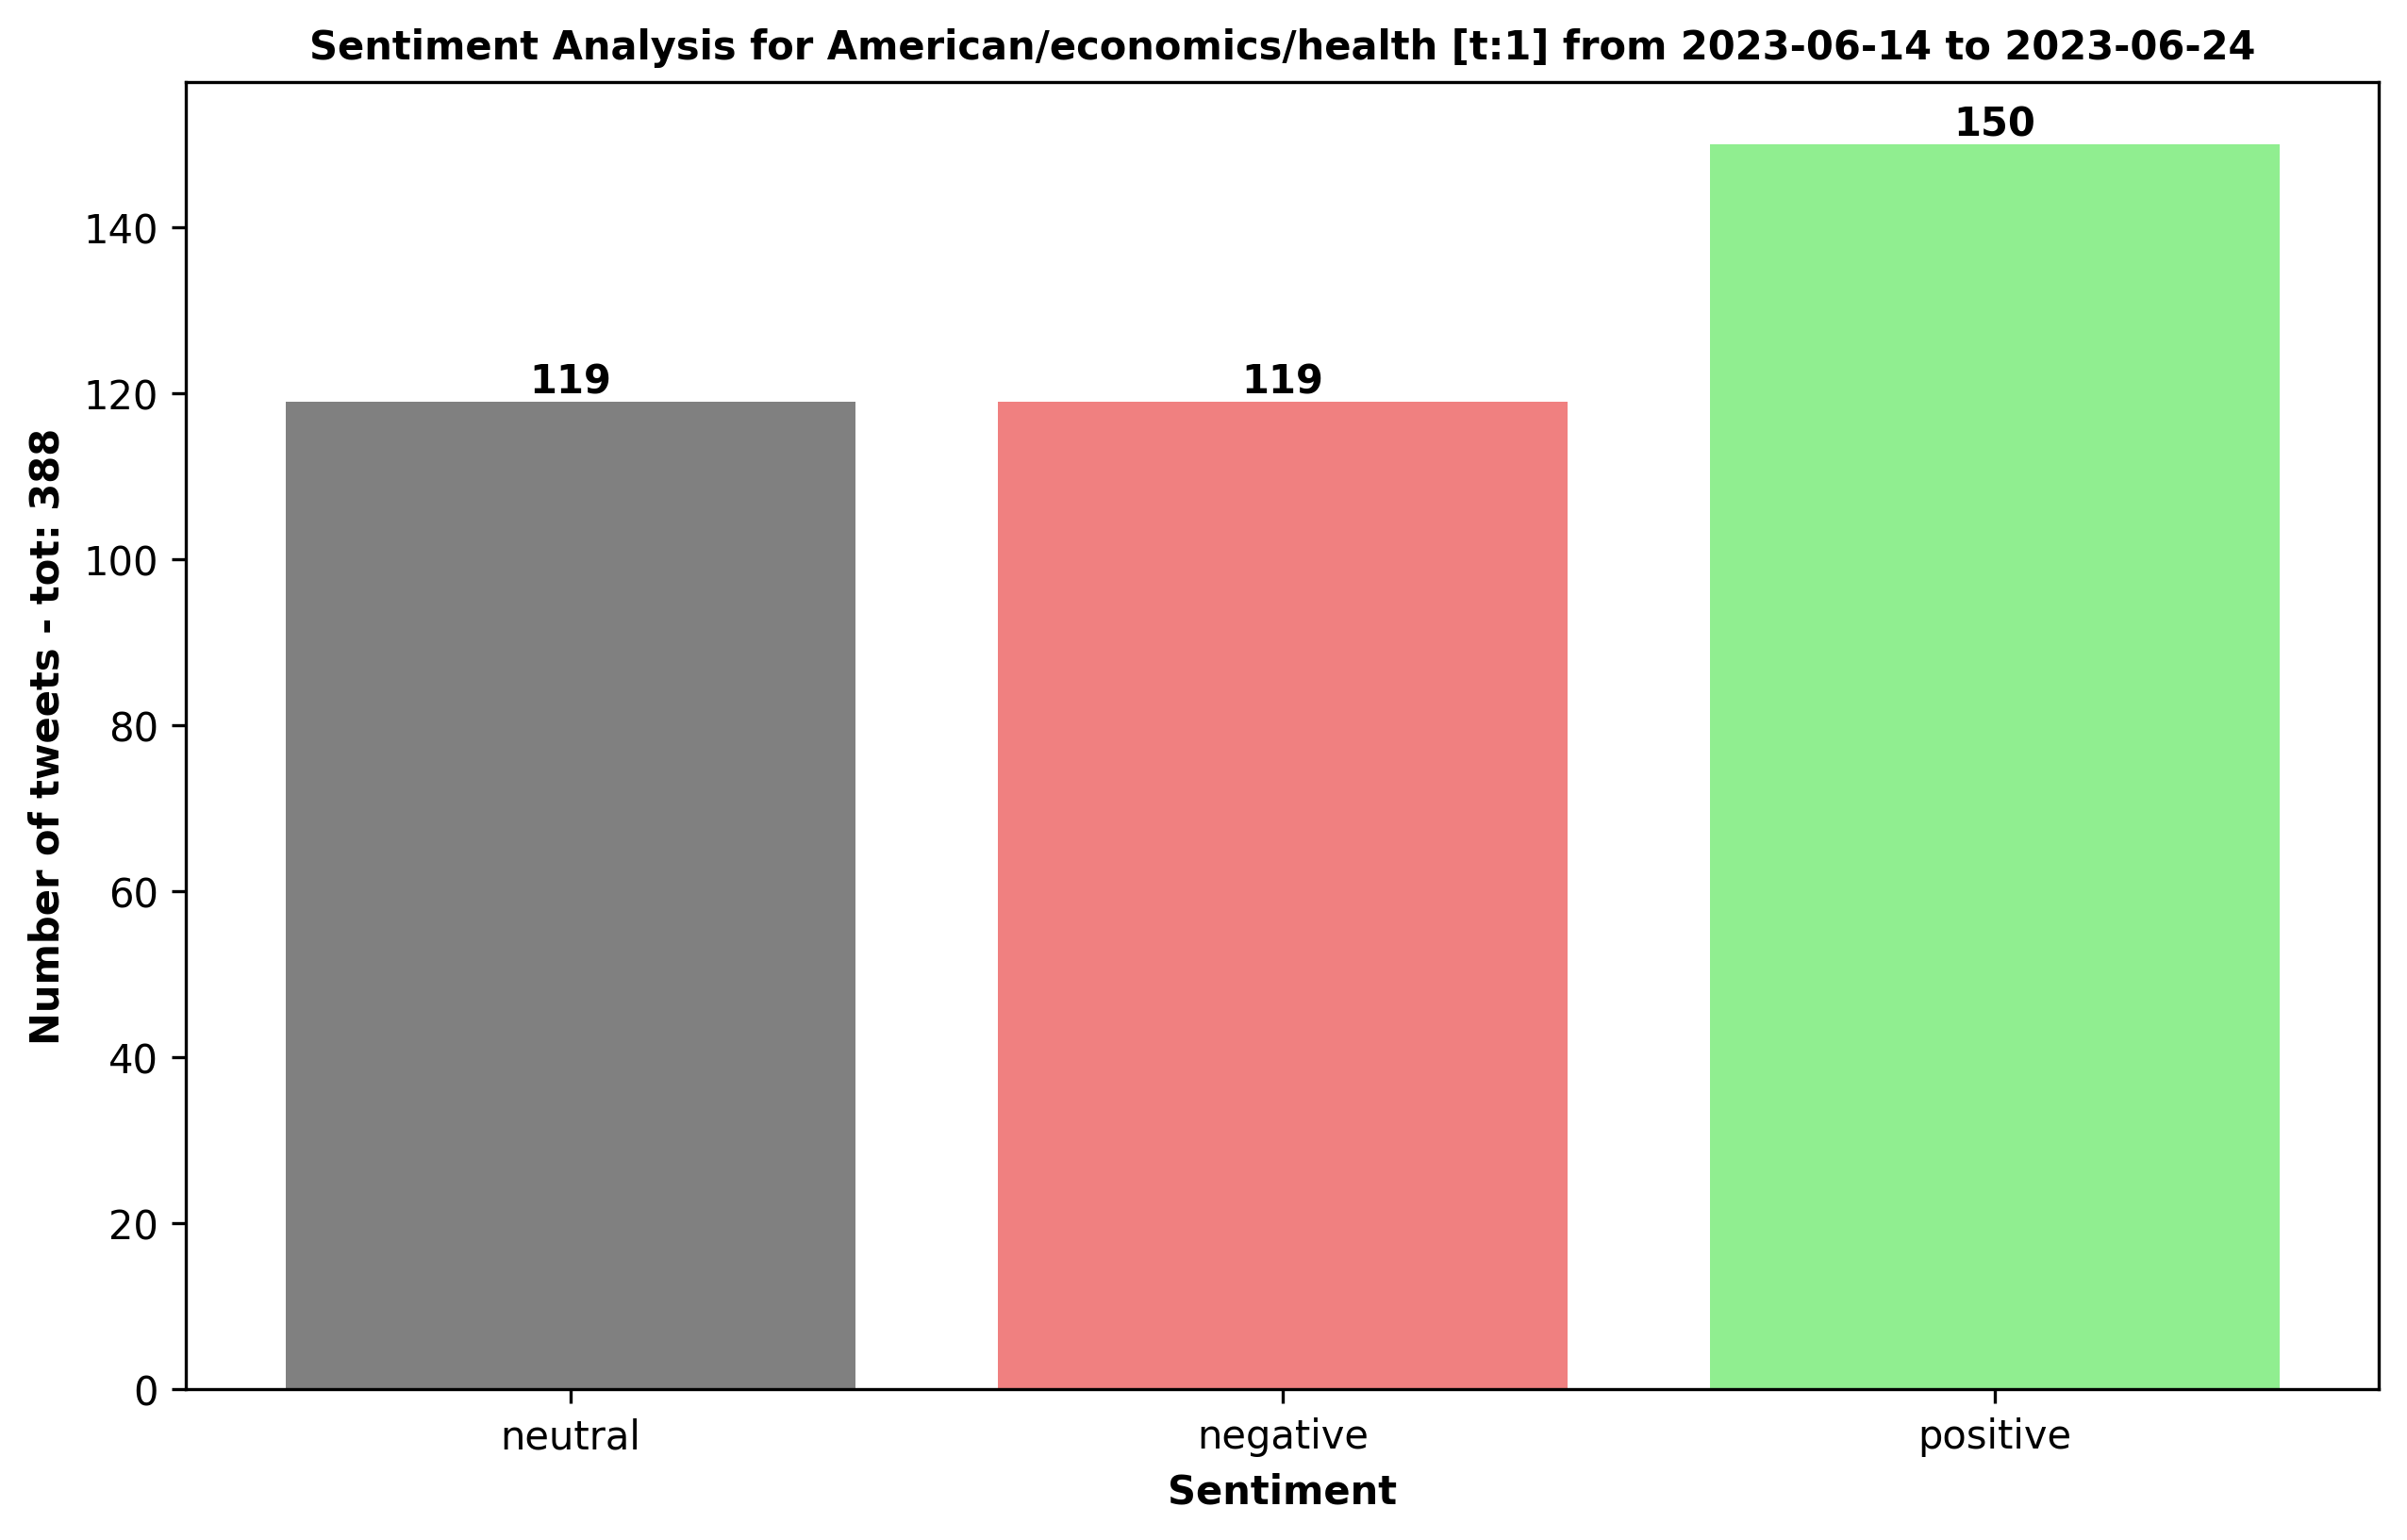 Sentiment Analysis for American/economics/health [t:1] from 2023-06-14 to 2023-06-24
150
119
119
140
120
100
80
60
40
20
0
Number of tweets - tot: 388
neutral
negative
positive
Sentiment